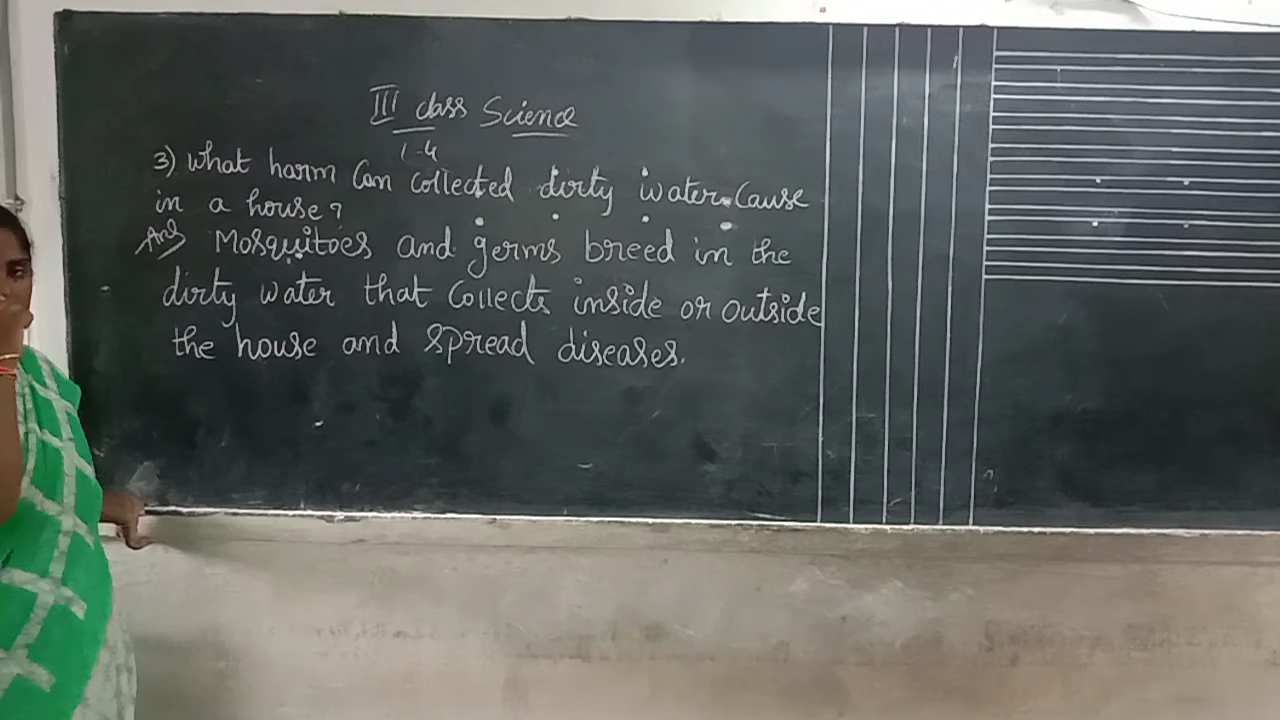 III class Science
L-4
3) What harm Can collected dirty water Cause
in a house?
Ans Mosquitoes and germs breed in the
dirty water that Collects inside or outside
the house and spread diseases.